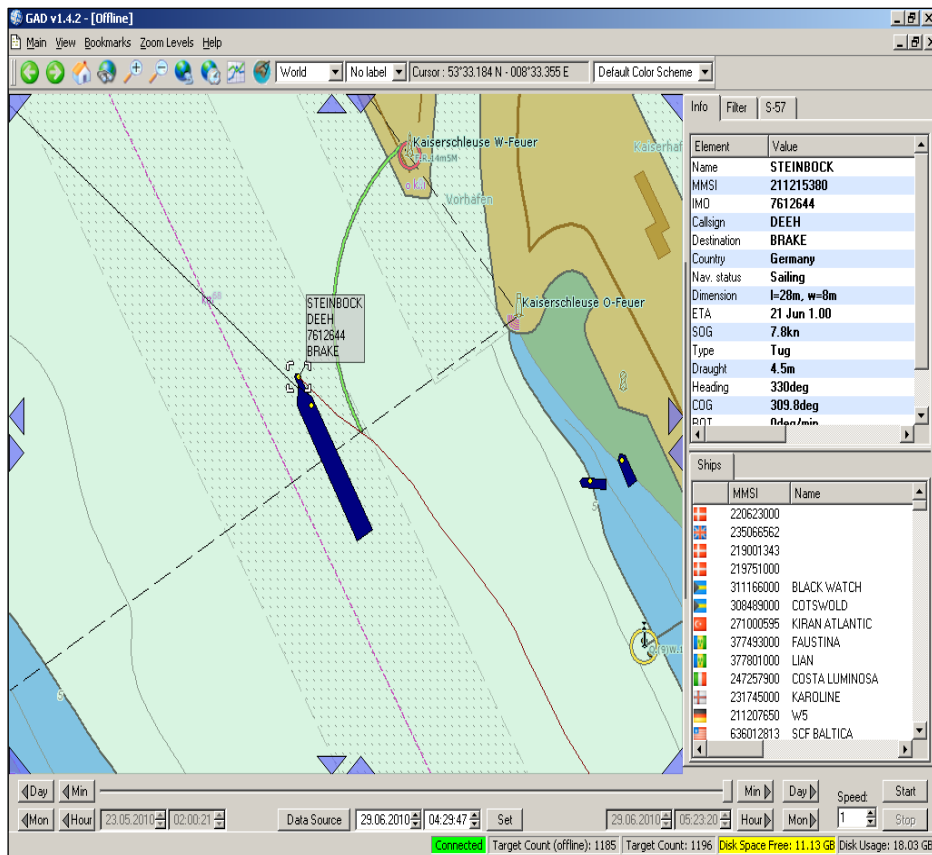 GAD v1.4.2 - [Offline]
Main View Bookmarks Zoom Levels Help
World No label Cursor : 53°33.184 N - 008°33.355 E Default Color Scheme
Kaiserschleuse W-Feuer
F.R.14m5M
Vorhafen
Kaiserhaf
STEINBOCK
DEEH
7612644
BRAKE
Kaiserschleuse O-Feuer
5
5
Info Filter S-57
Element Value
Name STEINBOCK
MMSI 211215380
IMO 7612644
Callsign DEEH
Destination BRAKE
Country Germany
Nav. status Sailing
Dimension l=28m, w=8m
ETA 21 Jun 1.00
SOG 7.8kn
Type Tug
Draught 4.5m
Heading 330deg
COG 309.8deg
ROT 0deg/min
Ships
MMSI Name
220623000
235066562
219001343
219751000
311166000 BLACK WATCH
308489000 COTSWOLD
271000595 KIRAN ATLANTIC
377493000 FAUSTINA
377801000 LIAN
247257900 COSTA LUMINOSA
231745000 KAROLINE
211207650 W5
636012813 SCF BALTICA
Day Min Min Day Speed: Start
Mon Hour 23.05.2010 02:00:21 Data Source 29.06.2010 04:29:47 Set 29.06.2010 05:23:20 Hour Mon 1 Stop
Connected Target Count (offline): 1185 Target Count: 1196 Disk Space Free: 11.13 GB Disk Usage: 18.03 GB